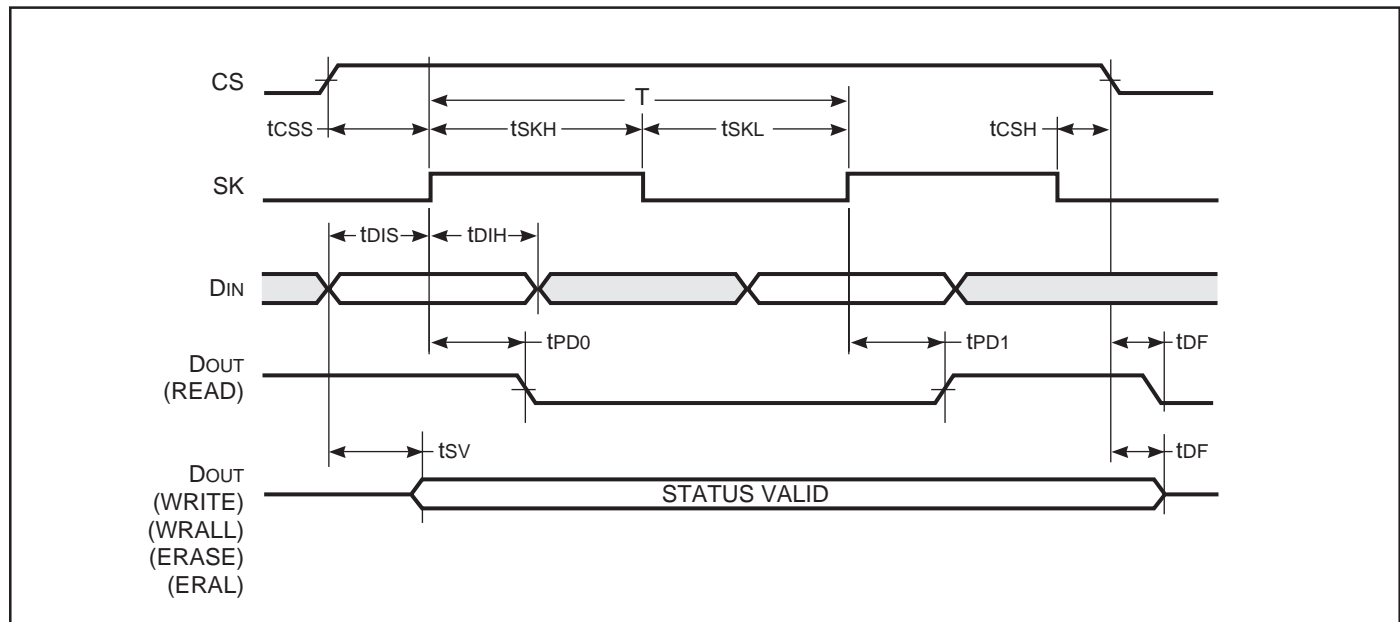 CS
T
tCSS
tSKH
tSKL
tCSH
SK
tDIS
tDIH
DIN
tPD0
tPD1
tDF
DOUT
(READ)
tSV
tDF
DOUT
(WRITE)
(WRALL)
(ERASE)
(ERAL)
STATUS VALID